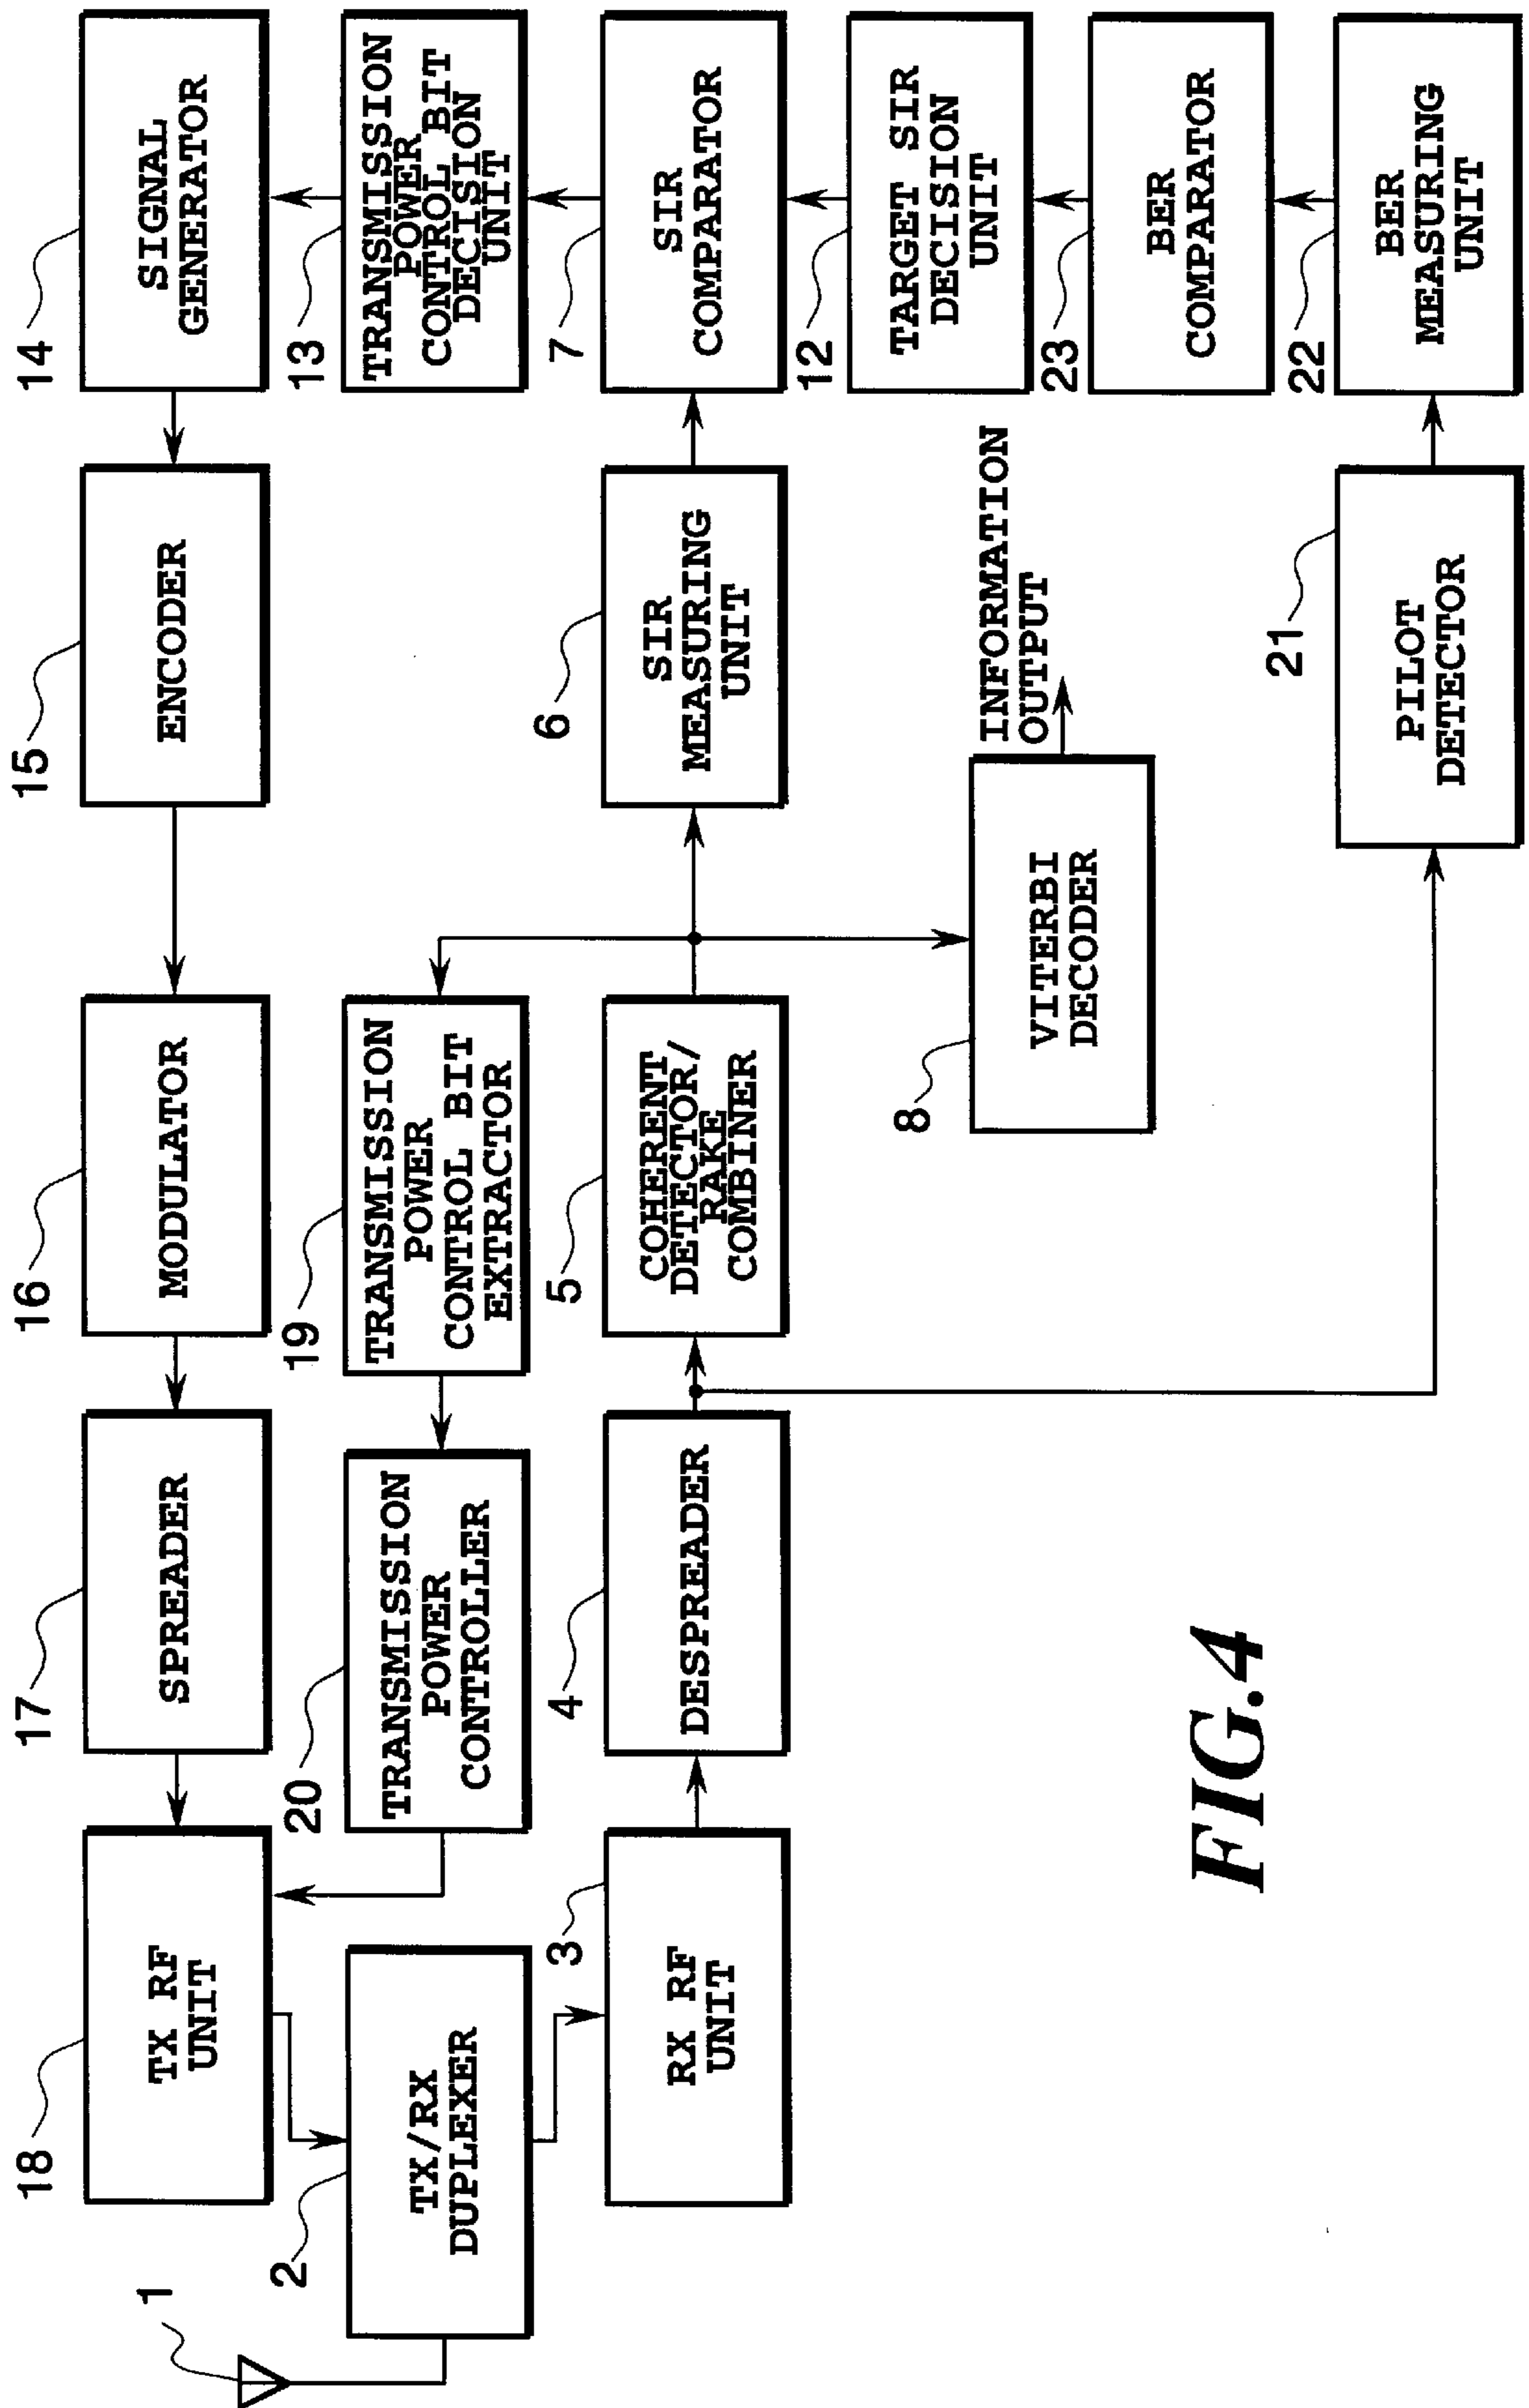 1
2
TX/RX
DUPLEXER
18
TX RF
UNIT
17
SPREADER
16
MODULATOR
15
ENCODER
14
SIGNAL
GENERATOR
20
TRANSMISSION
POWER
CONTROLLER
19
TRANSMISSION
POWER
CONTROL BIT
EXTRACTOR
13
TRANSMISSION
POWER
CONTROL BIT
DECISION
UNIT
3
RX RF
UNIT
4
DESPREADER
5
COHERENT
DETECTOR/
RAKE
COMBINER
6
SIR
MEASURING
UNIT
7
SIR
COMPARATOR
12
TARGET SIR
DECISION
UNIT
8
VITERBI
DECODER
INFORMATION
OUTPUT
23
BER
COMPARATOR
21
PILOT
DETECTOR
22
BER
MEASURING
UNIT
FIG.4